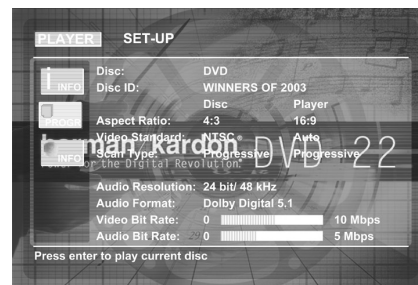 PLAYER SET-UP
Disc: DVD
Disc ID: WINNERS OF 2003
Disc Player
Aspect Ratio: 4:3 16:9
Video Standard: NTSC Auto
Scan Type: Progressive Progressive
Audio Resolution: 24 bit/ 48 kHz
Audio Format: Dolby Digital 5.1
Video Bit Rate: 0 10 Mbps
Audio Bit Rate: 0 5 Mbps
Press enter to play current disc
i INFO
PROGR
INFO
harman/kardon DVD 22
for the Digital Revolution.